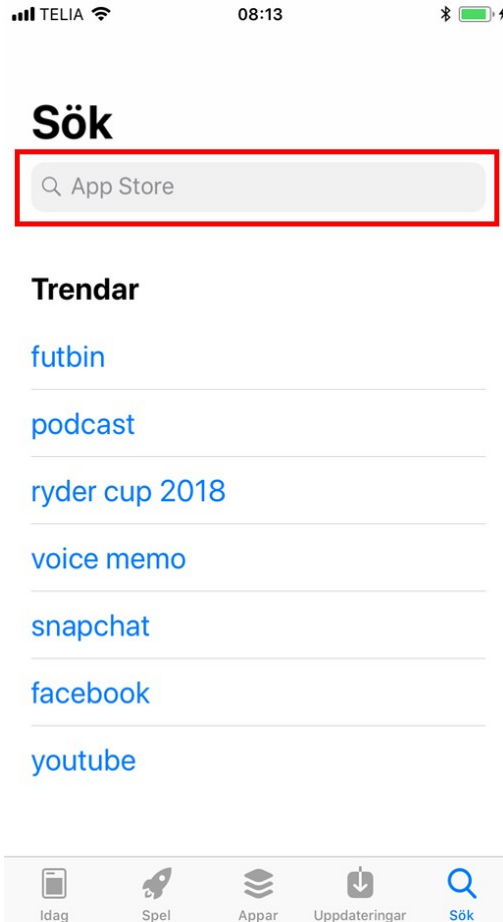 TELIA 08:13
Sök
App Store
Trendar
futbin
podcast
ryder cup 2018
voice memo
snapchat
facebook
youtube
Idag Spel Appar Uppdateringar Sök